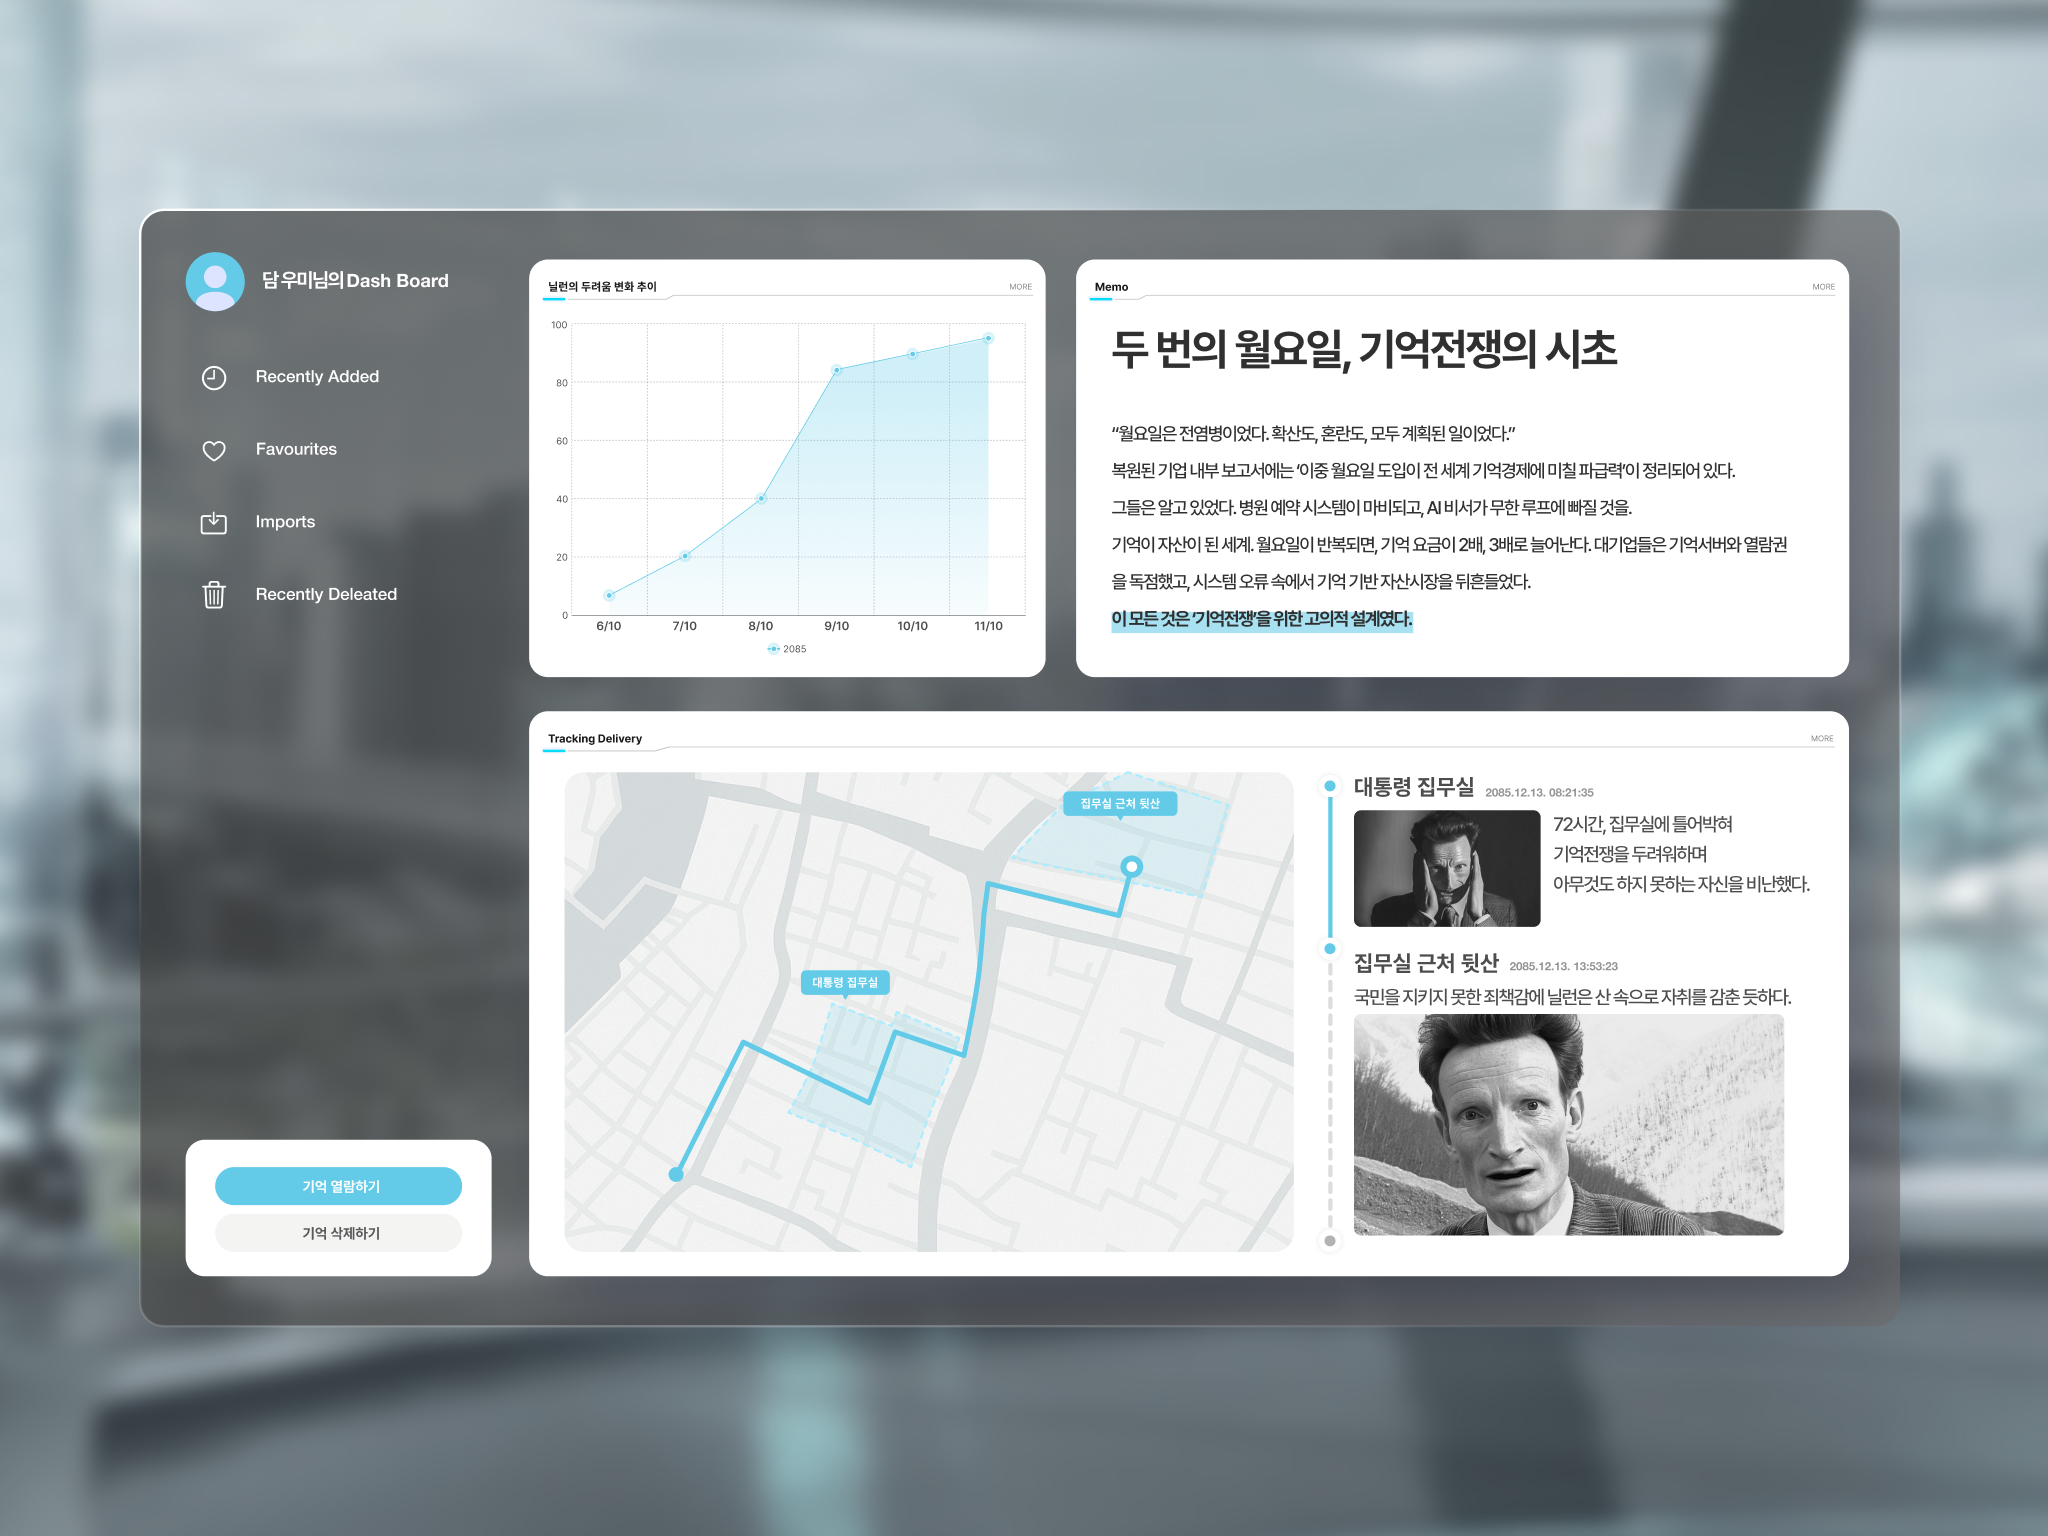 담 우미님의 Dash Board
Recently Added
Favourites
Imports
Recently Deleated
기억 열람하기
기억 삭제하기
닐런의 두려움 변화 추이
MORE
100
80
60
40
20
0
6/10 7/10 8/10 9/10 10/10 11/10
2085
Memo
MORE
두 번의 월요일, 기억전쟁의 시초
“월요일은 전염병이었다. 확산도, 혼란도, 모두 계획된 일이었다.”
복원된 기업 내부 보고서에는 ‘이중 월요일 도입이 전 세계 기억경제에 미칠 파급력’이 정리되어 있다.
그들은 알고 있었다. 병원 예약 시스템이 마비되고, AI 비서가 무한 루프에 빠질 것을.
기억이 자산이 된 세계. 월요일이 반복되면, 기억 요금이 2배, 3배로 늘어난다. 대기업들은 기억서버와 열람권
을 독점했고, 시스템 오류 속에서 기억 기반 자산시장을 뒤흔들었다.
이 모든 것은 ‘기억전쟁’을 위한 고의적 설계였다.
Tracking Delivery
MORE
집무실 근처 뒷산
대통령 집무실
대통령 집무실 2085.12.13. 08:21:35
72시간, 집무실에 틀어박혀
기억전쟁을 두려워하며
아무것도 하지 못하는 자신을 비난했다.
집무실 근처 뒷산 2085.12.13. 13:53:23
국민을 지키지 못한 죄책감에 닐런은 산 속으로 자취를 감춘 듯하다.